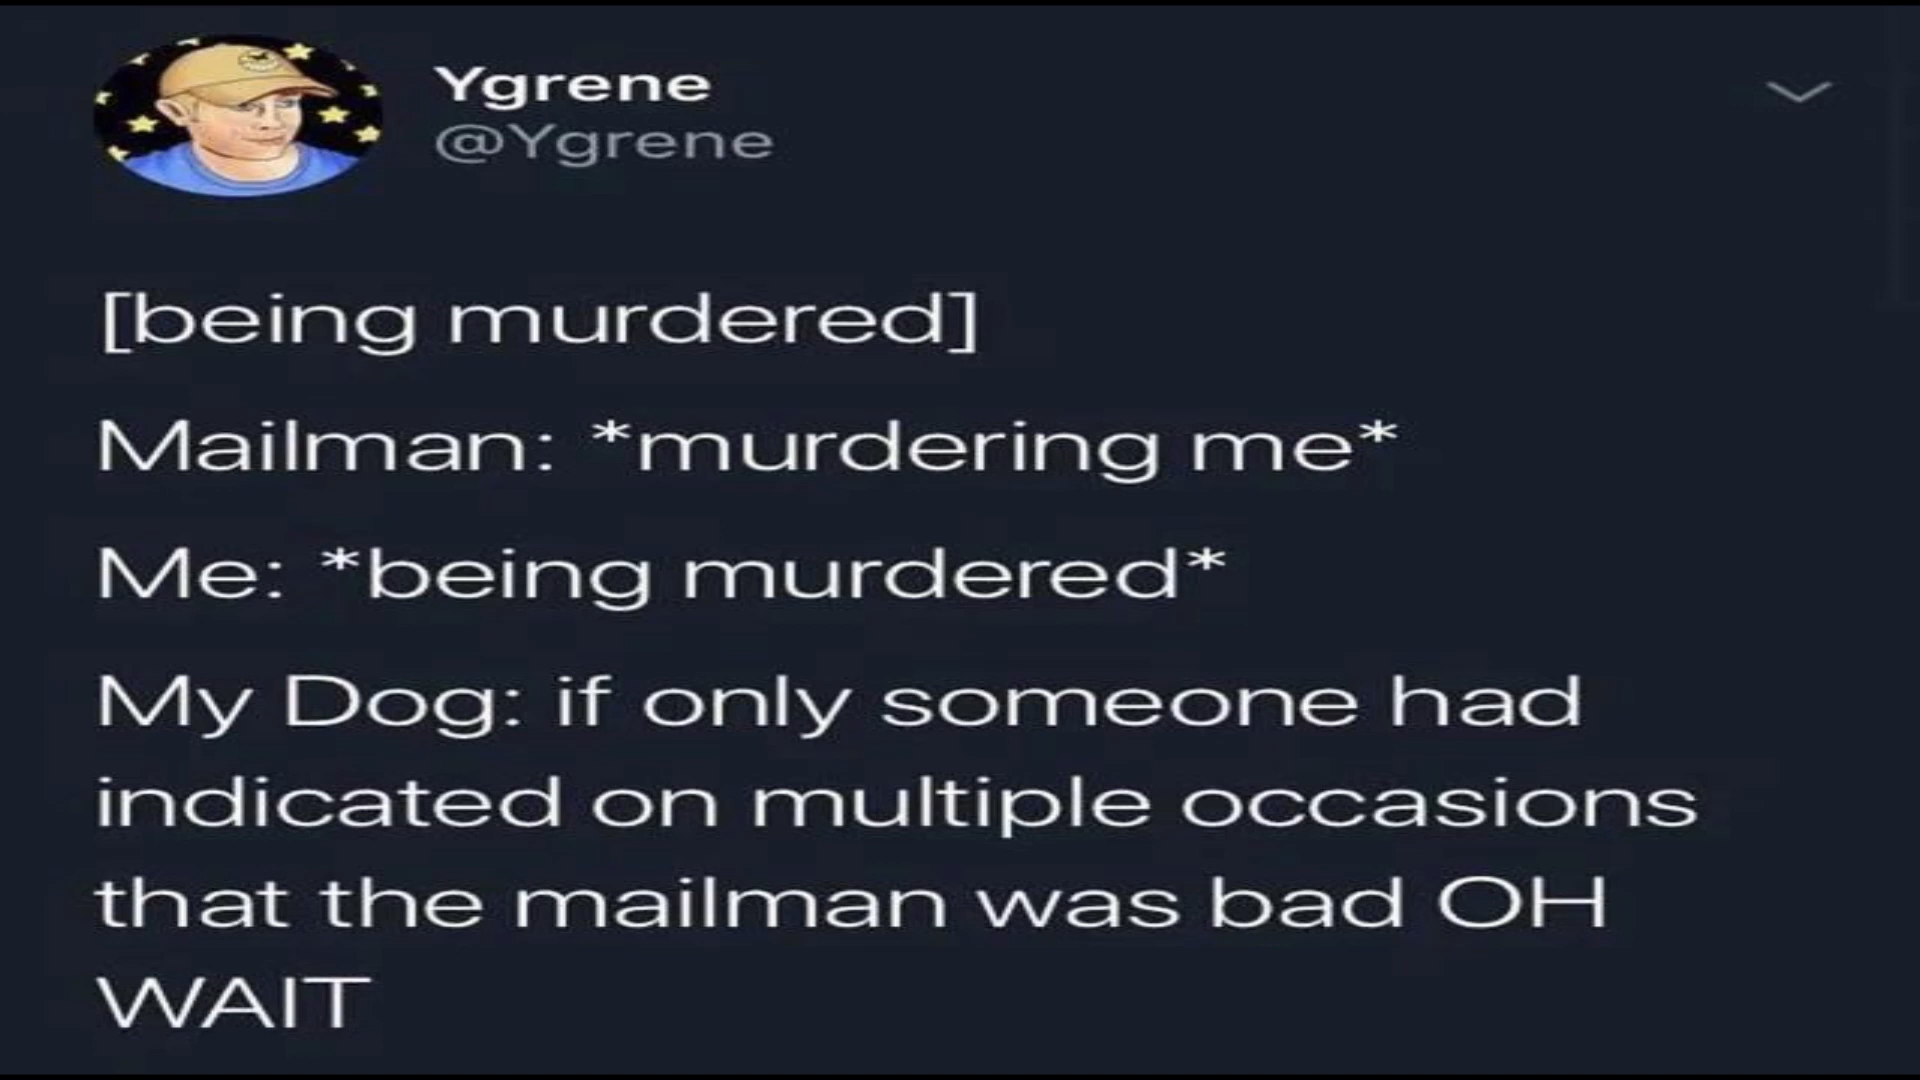 Ygrene
@Ygrene
[being murdered]
Mailman: *murdering me*
Me: *being murdered*
My Dog: if only someone had
indicated on multiple occasions
that the mailman was bad OH
WAIT